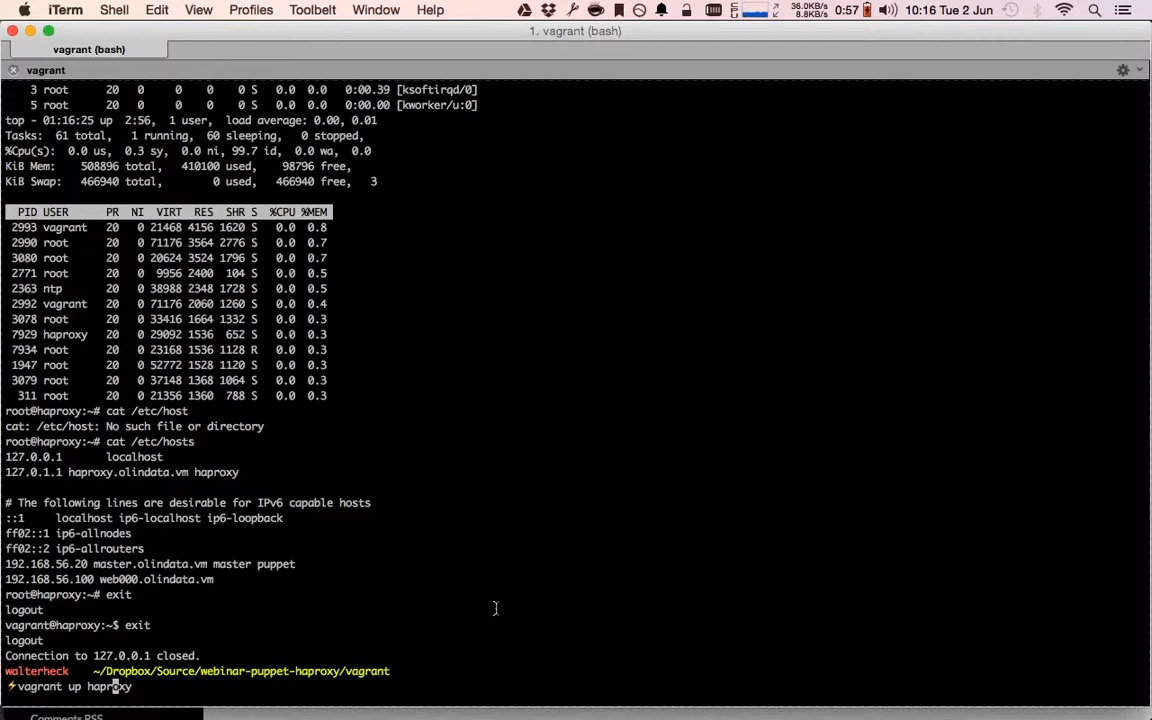 iTerm Shell Edit View Profiles Toolbelt Window Help 36.0KB/s 8.8KB/s 0:57 10:16 Tue 2 Jun
1. vagrant (bash)
vagrant (bash)
vagrant
3 root 20 0 0 0 0 S 0.0 0.0 0:00.39 [ksoftirqd/0]
5 root 20 0 0 0 0 S 0.0 0.0 0:00.00 [kworker/u:0]
top - 01:16:25 up 2:56, 1 user, load average: 0.00, 0.01
Tasks: 61 total, 1 running, 60 sleeping, 0 stopped,
%Cpu(s): 0.0 us, 0.3 sy, 0.0 ni, 99.7 id, 0.0 wa, 0.0
KiB Mem: 508896 total, 410100 used, 98796 free,
KiB Swap: 466940 total, 0 used, 466940 free, 3
PID USER PR NI VIRT RES SHR S %CPU %MEM
2993 vagrant 20 0 21468 4156 1620 S 0.0 0.8
2990 root 20 0 71176 3564 2776 S 0.0 0.7
3080 root 20 0 20624 3524 1796 S 0.0 0.7
2771 root 20 0 9956 2400 104 S 0.0 0.5
2363 ntp 20 0 38988 2348 1728 S 0.0 0.5
2992 vagrant 20 0 71176 2060 1260 S 0.0 0.4
3078 root 20 0 33416 1664 1332 S 0.0 0.3
7929 haproxy 20 0 29092 1536 652 S 0.0 0.3
7934 root 20 0 23168 1536 1128 R 0.0 0.3
1947 root 20 0 52772 1528 1120 S 0.0 0.3
3079 root 20 0 37148 1368 1064 S 0.0 0.3
311 root 20 0 21356 1360 788 S 0.0 0.3
root@haproxy:~# cat /etc/host
cat: /etc/host: No such file or directory
root@haproxy:~# cat /etc/hosts
127.0.0.1 localhost
127.0.1.1 haproxy.olindata.vm haproxy
# The following lines are desirable for IPv6 capable hosts
::1 localhost ip6-localhost ip6-loopback
ff02::1 ip6-allnodes
ff02::2 ip6-allrouters
192.168.56.20 master.olindata.vm master puppet
192.168.56.100 web000.olindata.vm
root@haproxy:~# exit
logout
vagrant@haproxy:~$ exit
logout
Connection to 127.0.0.1 closed.
walterheck ~/Dropbox/Source/webinar-puppet-haproxy/vagrant
⚡vagrant up haproxy
Comments RSS